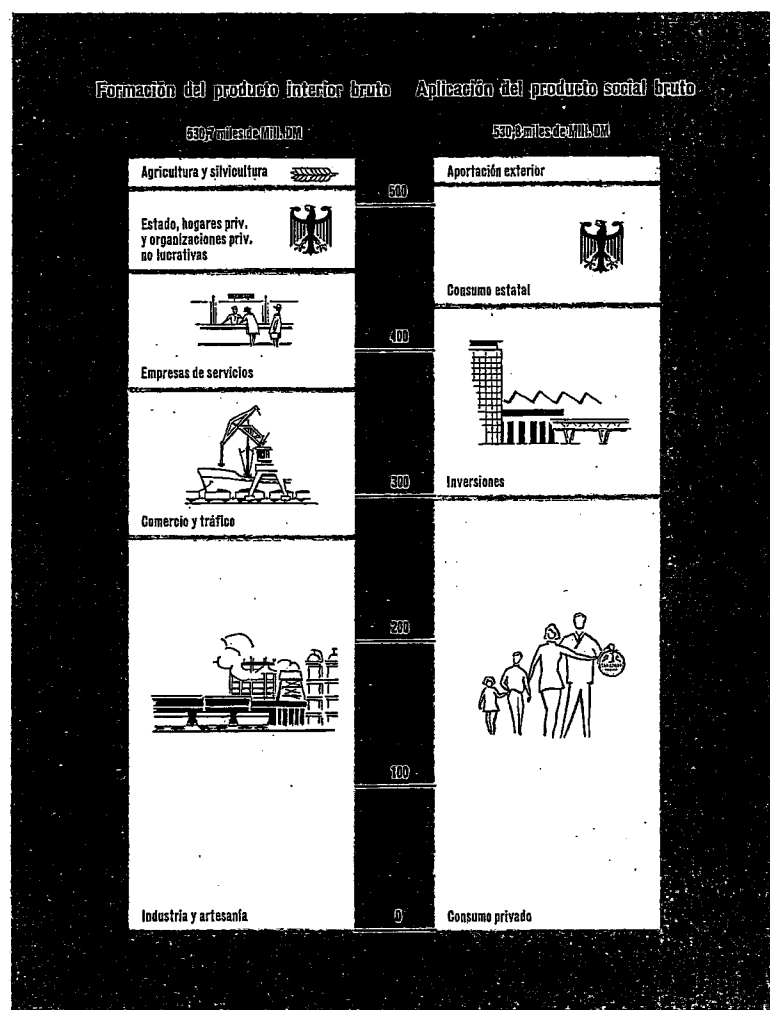 Formación del producto interior bruto
530,7 miles de Mill. DM
Agricultura y silvicultura
Estado, hogares priv.
y organizaciones priv.
no lucrativas
Empresas de servicios
Comercio y tráfico
Industria y artesanía
500
400
300
200
100
0
Aplicación del producto social bruto
530,8 miles de Mill. DM
Aportación exterior
Consumo estatal
Inversiones
Consumo privado